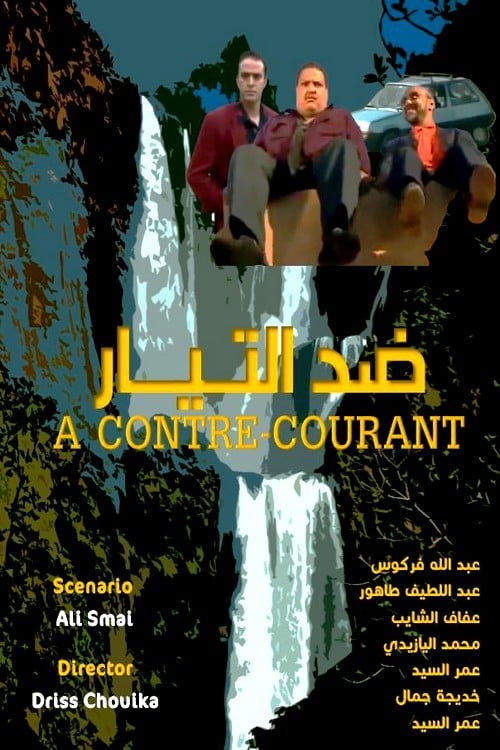 ضد التيار
A CONTRE-COURANT
Scenario
Ali Smai
Director
Driss Chouika
عبد الله فركوس
عبد اللطيف طاهور
عفاف الشايب
محمد اليازيدي
عمر السيد
خديجة جمال
عمر السيد